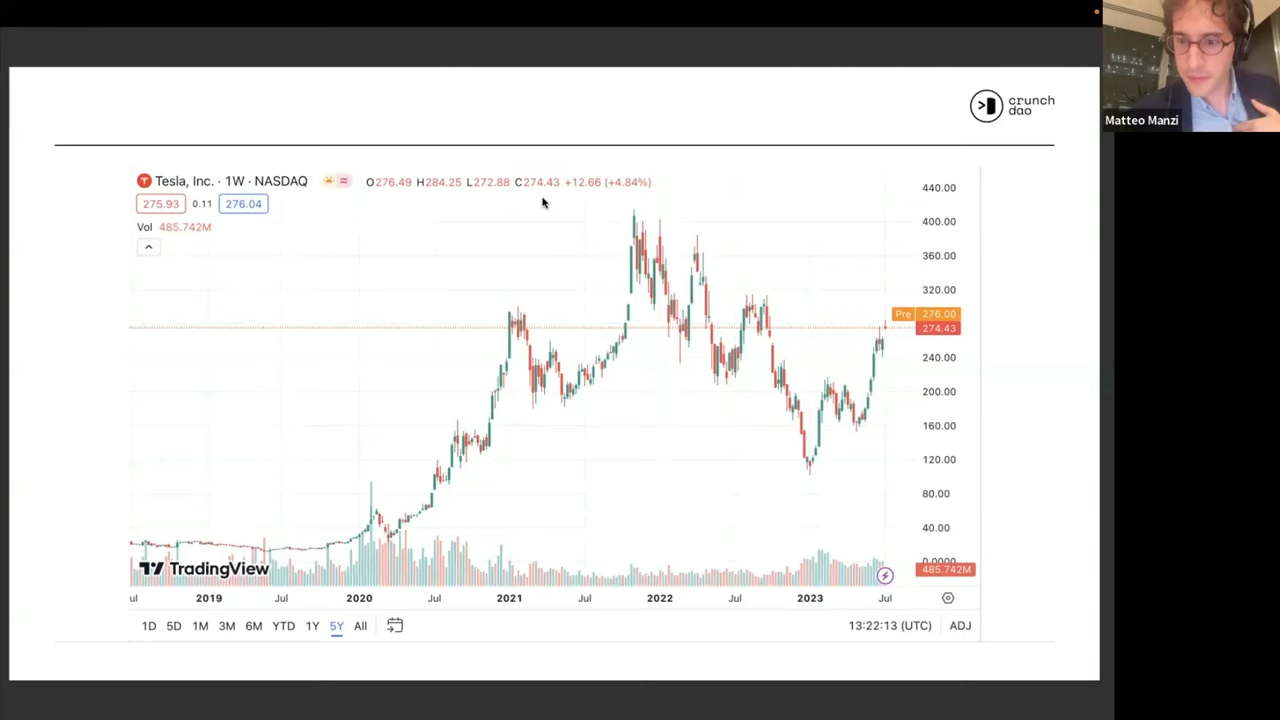 Matteo Manzi
crunch
dao
Tesla, Inc. · 1W · NASDAQ
O276.49 H284.25 L272.88 C274.43 +12.66 (+4.84%)
275.93 0.11 276.04
Vol 485.742M
440.00
400.00
360.00
320.00
Pre 276.00
274.43
240.00
200.00
160.00
120.00
80.00
40.00
0.0000
485.742M
TradingView
ul 2019 Jul 2020 Jul 2021 Jul 2022 Jul 2023 Jul
1D 5D 1M 3M 6M YTD 1Y 5Y All
13:22:13 (UTC) ADJ